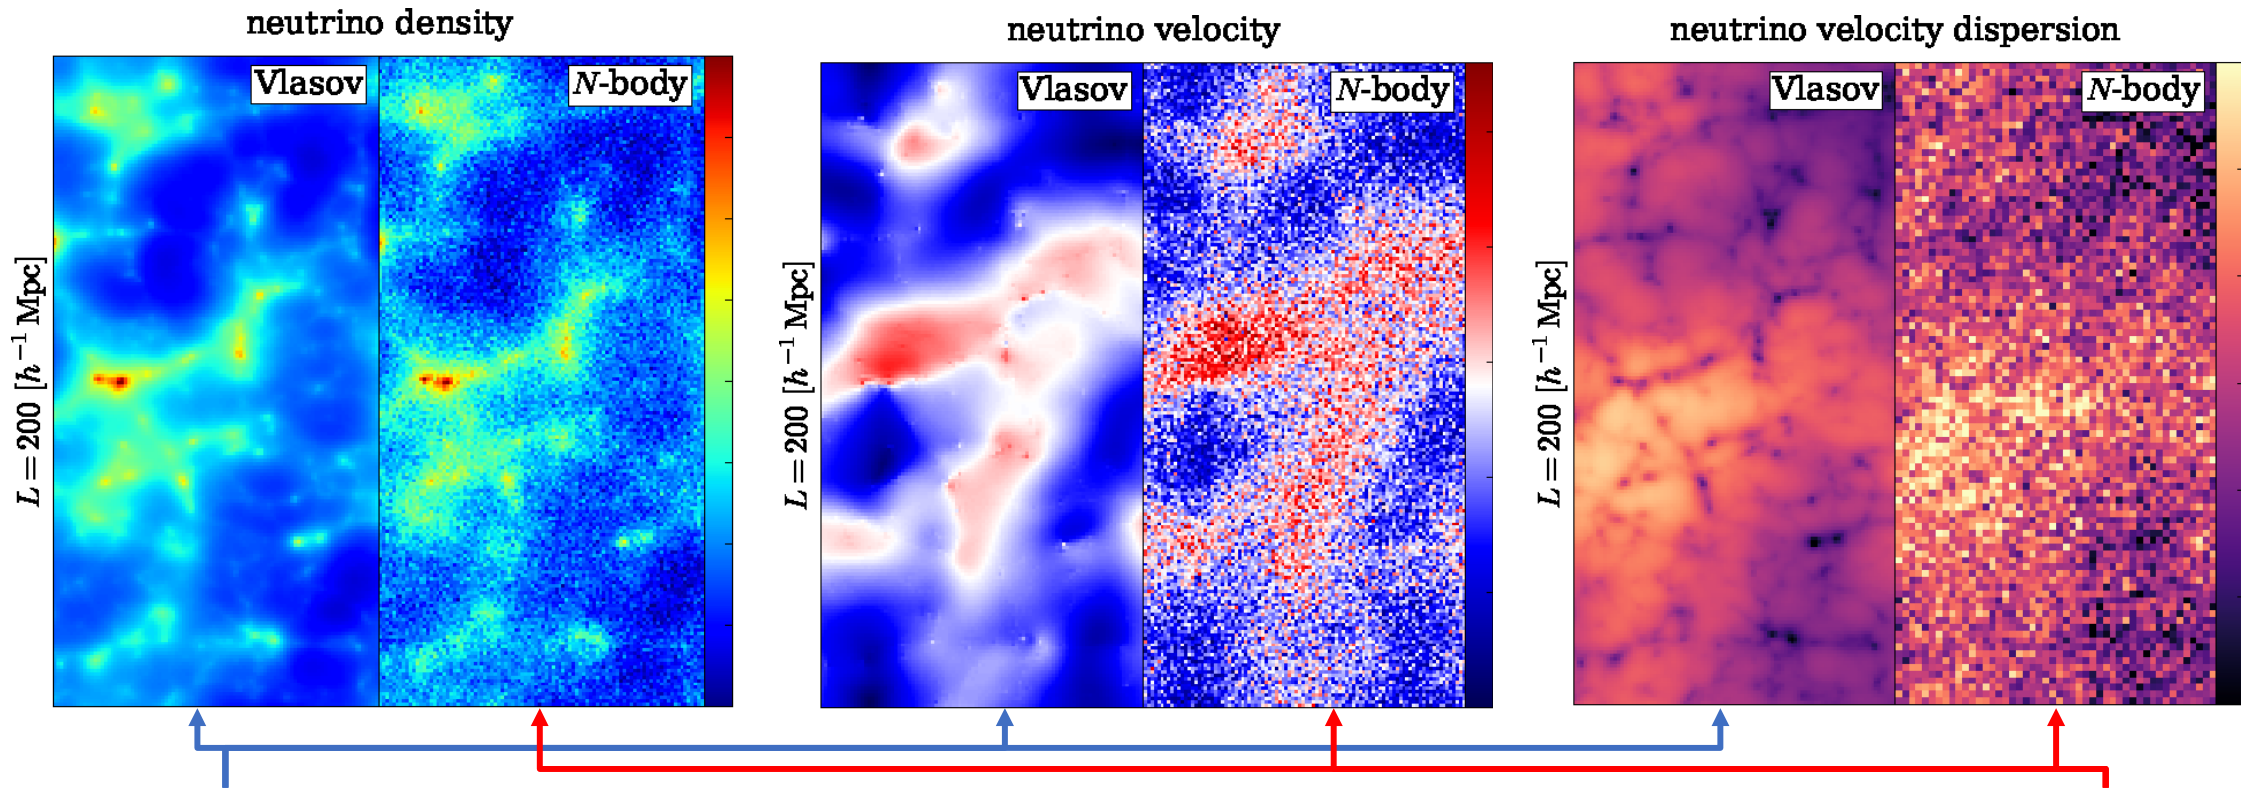 neutrino density
neutrino velocity
neutrino velocity dispersion
Vlasov
N-body
Vlasov
N-body
Vlasov
N-body
L = 200 [h⁻¹ Mpc]
L = 200 [h⁻¹ Mpc]
L = 200 [h⁻¹ Mpc]